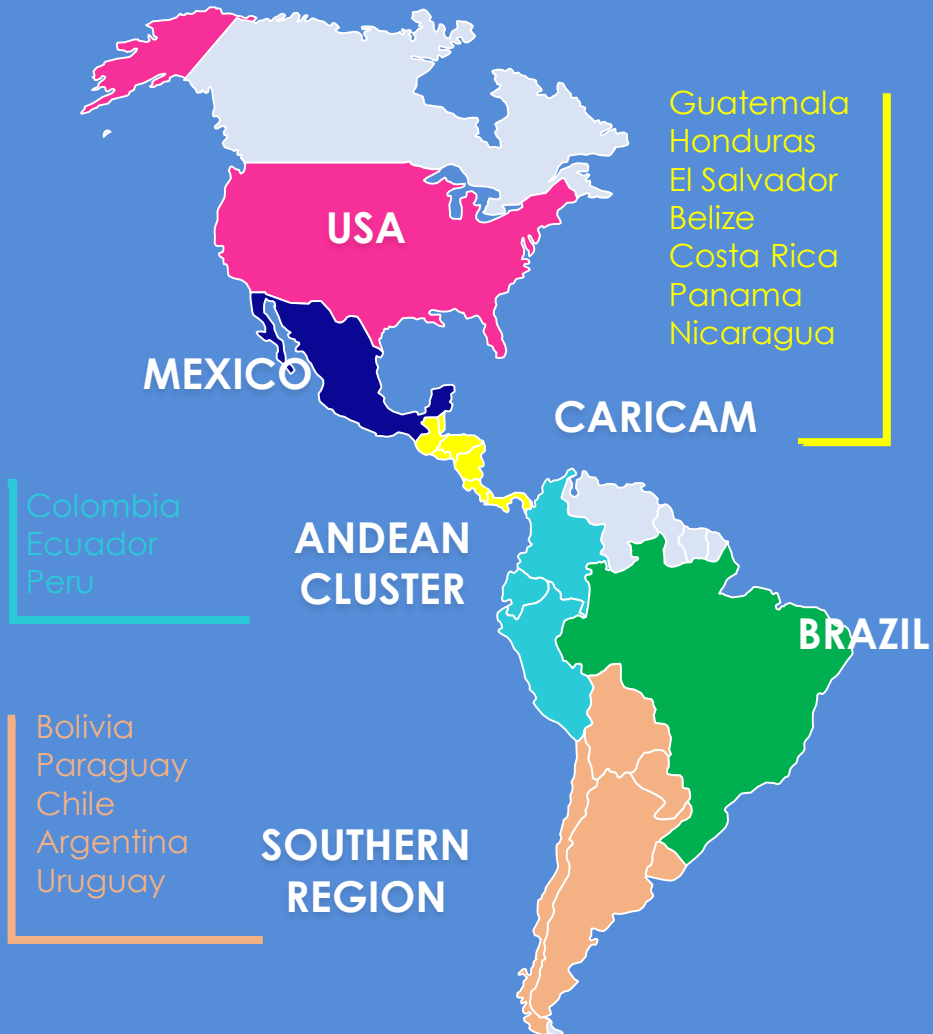 Guatemala
Honduras
El Salvador
Belize
Costa Rica
Panama
Nicaragua
USA
MEXICO
CARICAM
Colombia
Ecuador
Peru
ANDEAN
CLUSTER
BRAZIL
Bolivia
Paraguay
Chile
Argentina
Uruguay
SOUTHERN
REGION